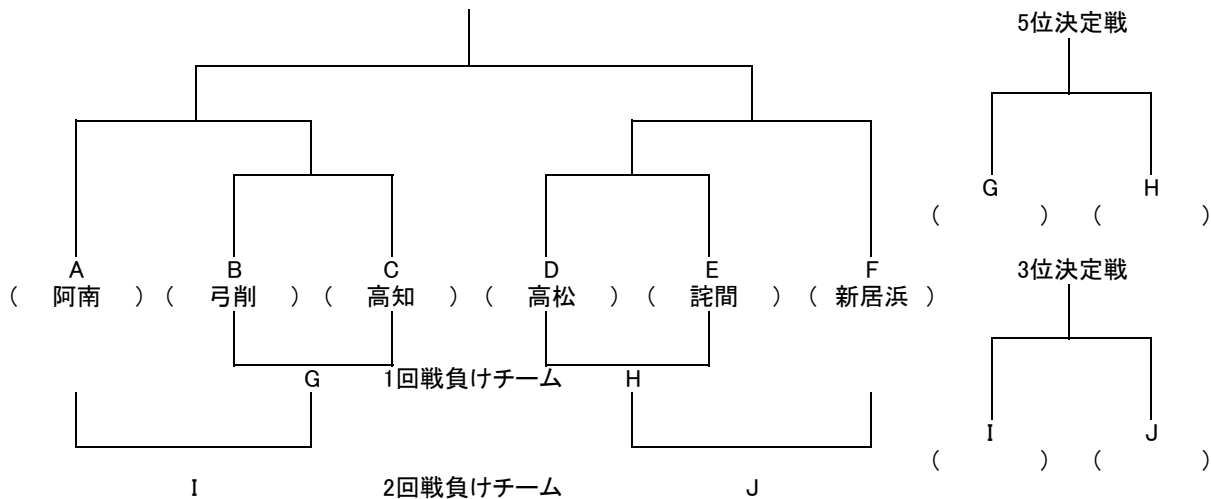 5位決定戦
G H
( ) ( )
A B C D E F
( 阿南 ) ( 弓削 ) ( 高知 ) ( 高松 ) ( 詫間 ) ( 新居浜 )
3位決定戦
G 1回戦負けチーム H
I J
( ) ( )
I 2回戦負けチーム J